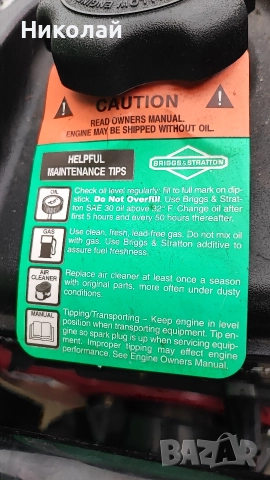 Николай
CAUTION
READ OWNERS MANUAL.
ENGINE MAY BE SHIPPED WITHOUT OIL.
HELPFUL
MAINTENANCE TIPS
BRIGGS & STRATTON
OIL
Check oil level regularly: fil to full mark on dip-
stick. Do Not Overfill. Use Briggs & Strat-
ton SAE 30 oil above 32° F. Change oil after
first 5 hours and every 50 hours thereafter.
GAS
Use clean, fresh, lead-free gas. Do not mix oil
with gas. Use Briggs & Stratton additive to
assure fuel freshness.
AIR
CLEANER
Replace air cleaner at least once a season
with original parts, more often under dusty
conditions.
MANUAL
Tipping/Transporting – Keep engine in level
position when transporting equipment. Tip en-
gine so spark plug is up when servicing equip-
ment. Improper tipping may effect engine
performance. See Engine Owners Manual.
BAZAR
bg